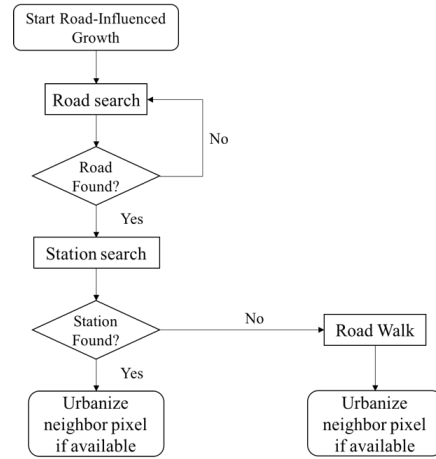 Start Road-Influenced
Growth
Road search
No
Road
Found?
Yes
Station search
Station
Found?
No
Road Walk
Yes
Urbanize
neighbor pixel
if available
Urbanize
neighbor pixel
if available